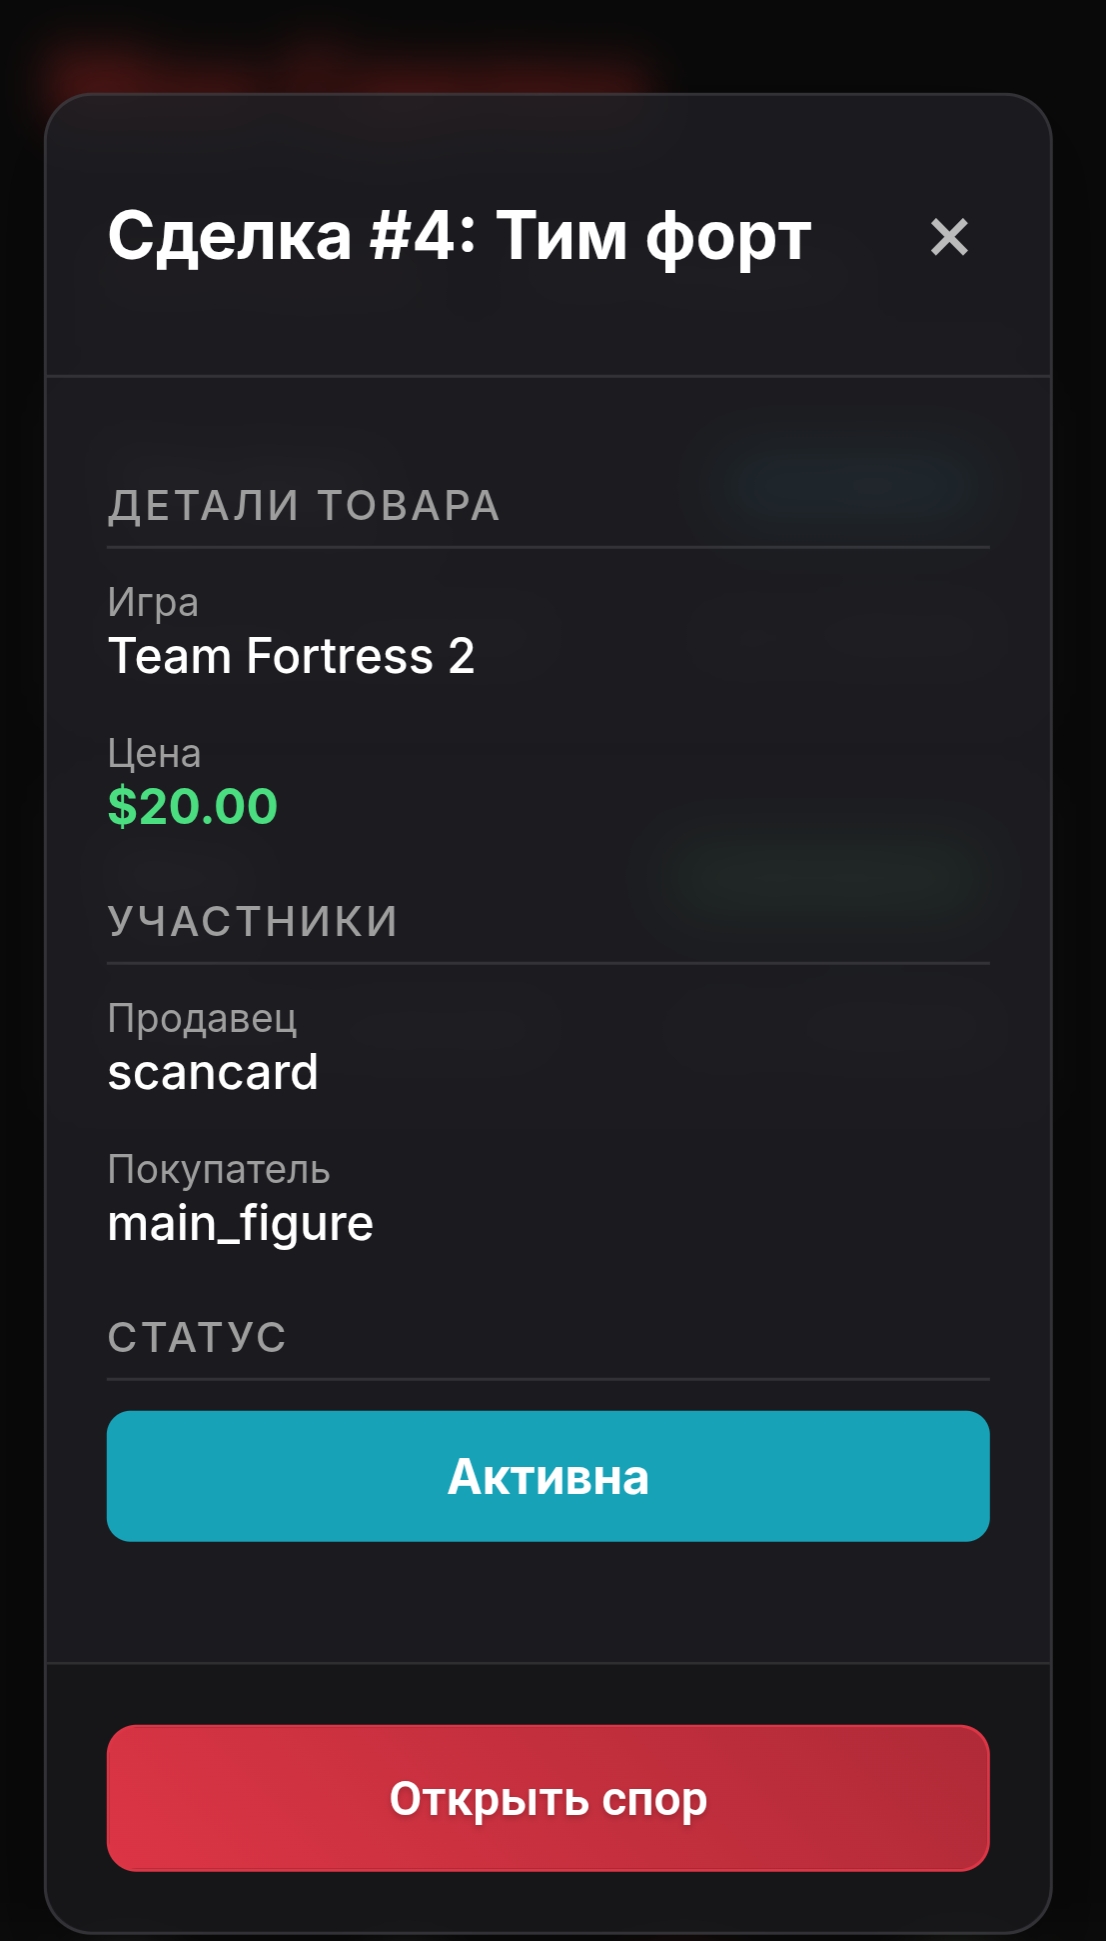 Сделка #4: Тим форт
ДЕТАЛИ ТОВАРА
Игра
Team Fortress 2
Цена
$20.00
УЧАСТНИКИ
Продавец
scancard
Покупатель
main_figure
СТАТУС
Активна
Открыть спор